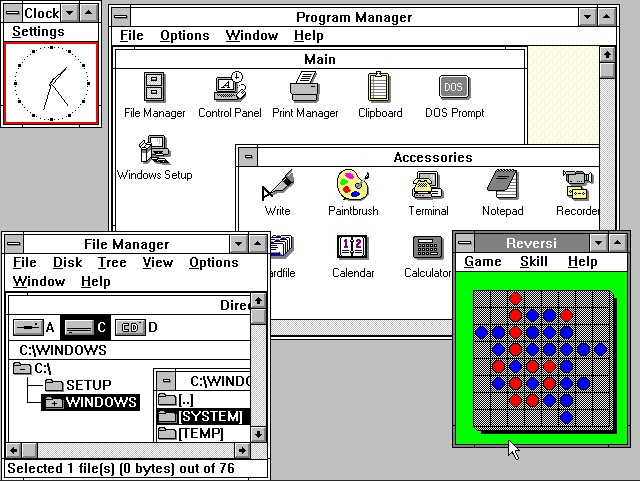 Clock
Settings
Program Manager
File Options Window Help
Main
File Manager
Control Panel
Print Manager
Clipboard
DOS
DOS Prompt
Windows Setup
Accessories
Write
Paintbrush
Terminal
Notepad
Recorder
ardfile
1 2
Calendar
Calculator
File Manager
File Disk Tree View Options
Window Help
Direc
A C CD D
C:\WINDOWS
C:\
SETUP
WINDOWS
C:\WINDO
[..]
[SYSTEM]
[TEMP]
Selected 1 file(s) (0 bytes) out of 76
Reversi
Game Skill Help